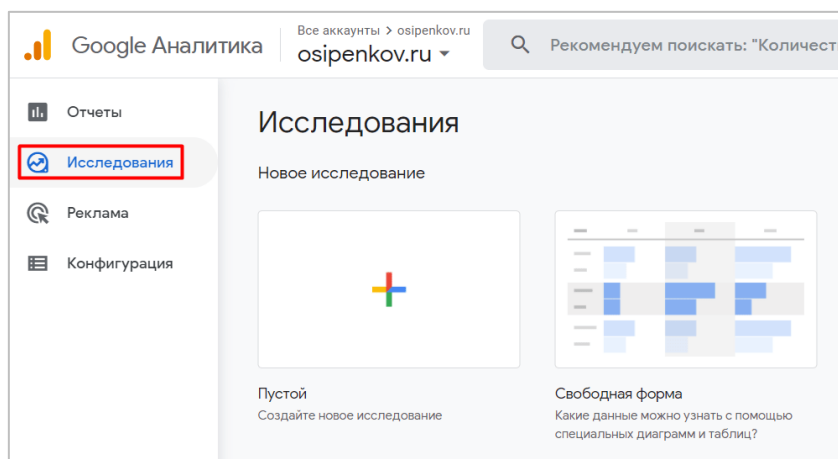 Google Аналитика
Все аккаунты > osipenkov.ru
osipenkov.ru
Рекомендуем поискать: "Количест
Отчеты
Исследования
Реклама
Конфигурация
Исследования
Новое исследование
Пустой
Создайте новое исследование
Свободная форма
Какие данные можно узнать с помощью
специальных диаграмм и таблиц?